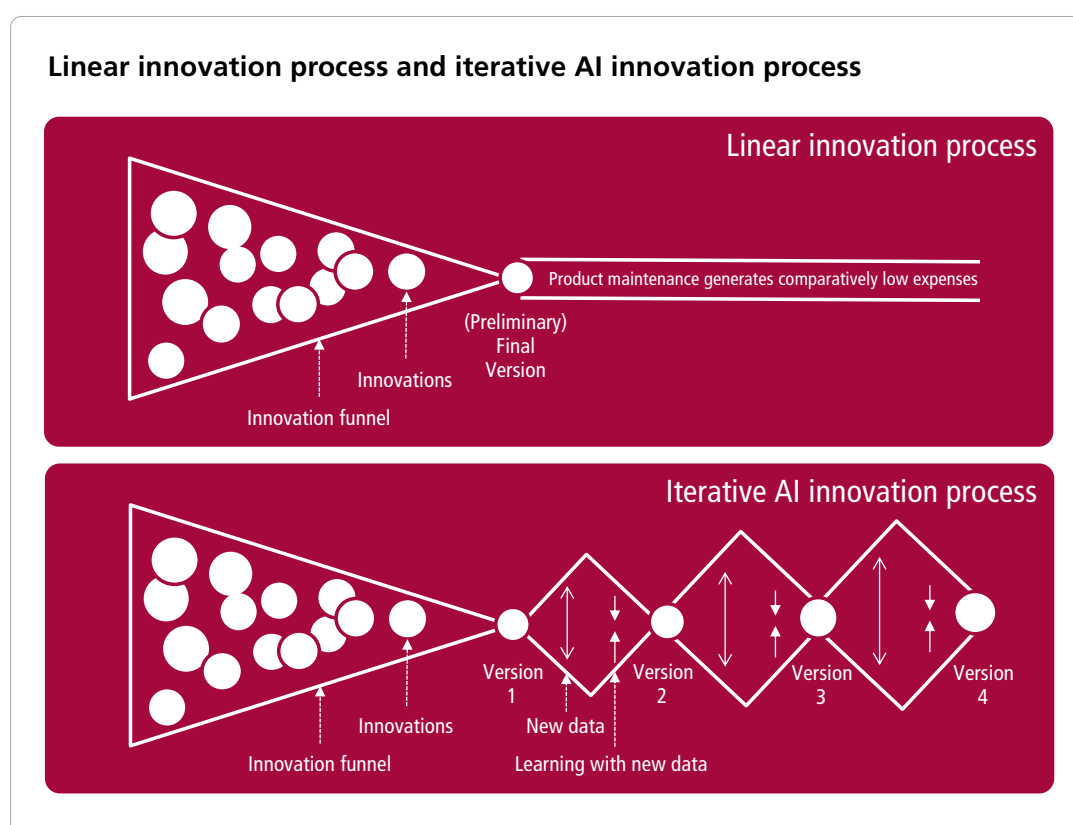 Linear innovation process and iterative AI innovation process
Linear innovation process
Product maintenance generates comparatively low expenses
(Preliminary)
Final
Version
Innovations
Innovation funnel
Iterative AI innovation process
Version
1
Version
2
Version
3
Version
4
New data
Innovations
Learning with new data
Innovation funnel